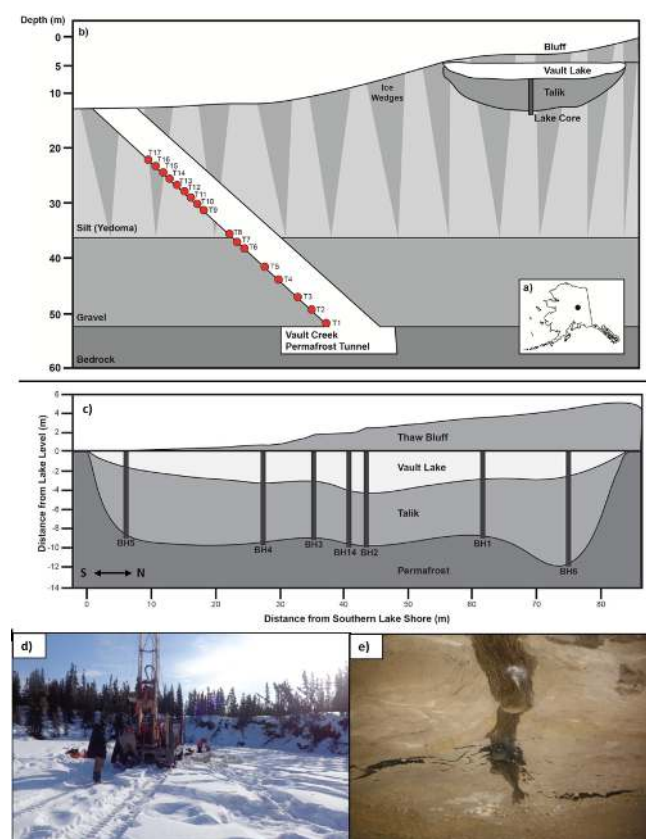 Depth (m)
b)
0
5
10
20
30
40
50
60
Bluff
Vault Lake
Talik
Lake Core
Ice
Wedges
T17
T16
T15
T14
T13
T12
T11
T10
T9
T8
T7
T6
T5
T4
T3
T2
T1
Silt (Yedoma)
Gravel
Bedrock
Vault Creek
Permafrost Tunnel
a)
c)
Distance from Lake Level (m)
6
4
2
0
-2
-4
-6
-8
-10
-12
-14
Thaw Bluff
Vault Lake
Talik
BH5
BH4
BH3
BH14
BH2
BH1
BH6
Permafrost
S
N
0
10
20
30
40
50
60
70
80
Distance from Southern Lake Shore (m)
d)
e)